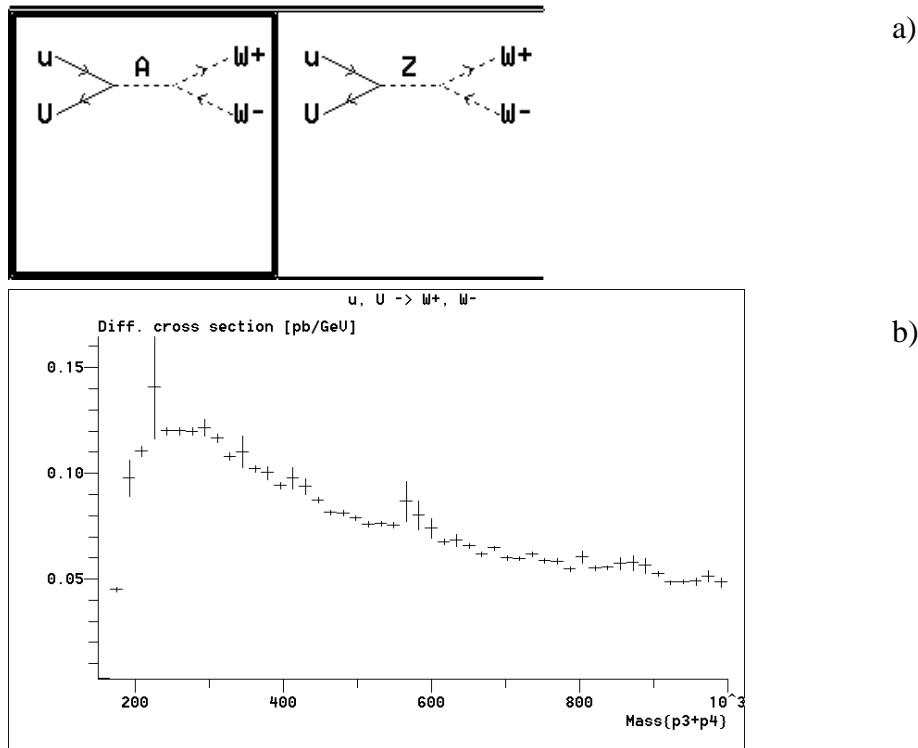 a)
u A W+ u Z W+
U W- U W-
u, U -> W+, W-
b)
Diff. cross section [pb/GeV]
0.15
0.10
0.05
200 400 600 800 10^3
Mass{p3+p4}